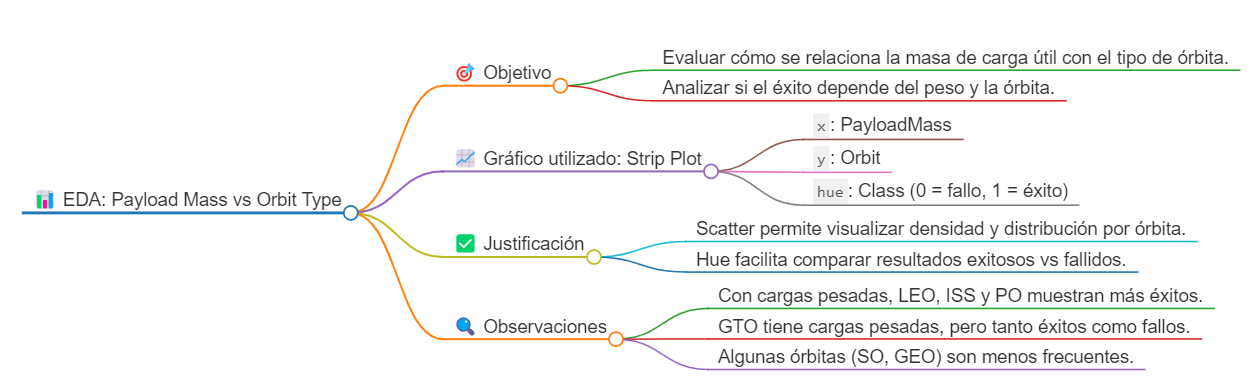 EDA: Payload Mass vs Orbit Type
Objetivo
Evaluar cómo se relaciona la masa de carga útil con el tipo de órbita.
Analizar si el éxito depende del peso y la órbita.
Gráfico utilizado: Strip Plot
x: PayloadMass
y: Orbit
hue: Class (0 = fallo, 1 = éxito)
Justificación
Scatter permite visualizar densidad y distribución por órbita.
Hue facilita comparar resultados exitosos vs fallidos.
Observaciones
Con cargas pesadas, LEO, ISS y PO muestran más éxitos.
GTO tiene cargas pesadas, pero tanto éxitos como fallos.
Algunas órbitas (SO, GEO) son menos frecuentes.